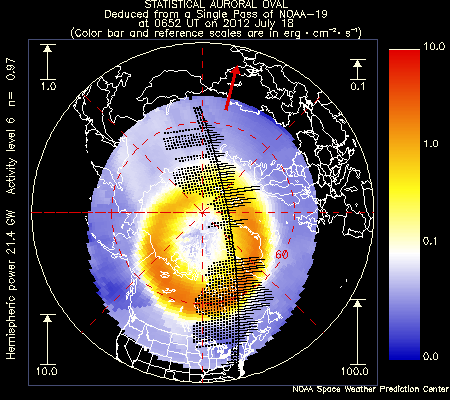 STATISTICAL AURORAL OVAL
Deduced from a Single Pass of NOAA-19
at 0652 UT on 2012 July 18
(Color bar and reference scales are in erg · cm⁻² · s⁻¹)
1.0
0.1
10.0
1.0
0.1
0.0
Hemispheric power 21.4 GW Activity level 6 n= 0.97
60
10.0
100.0
NOAA Space Weather Prediction Center